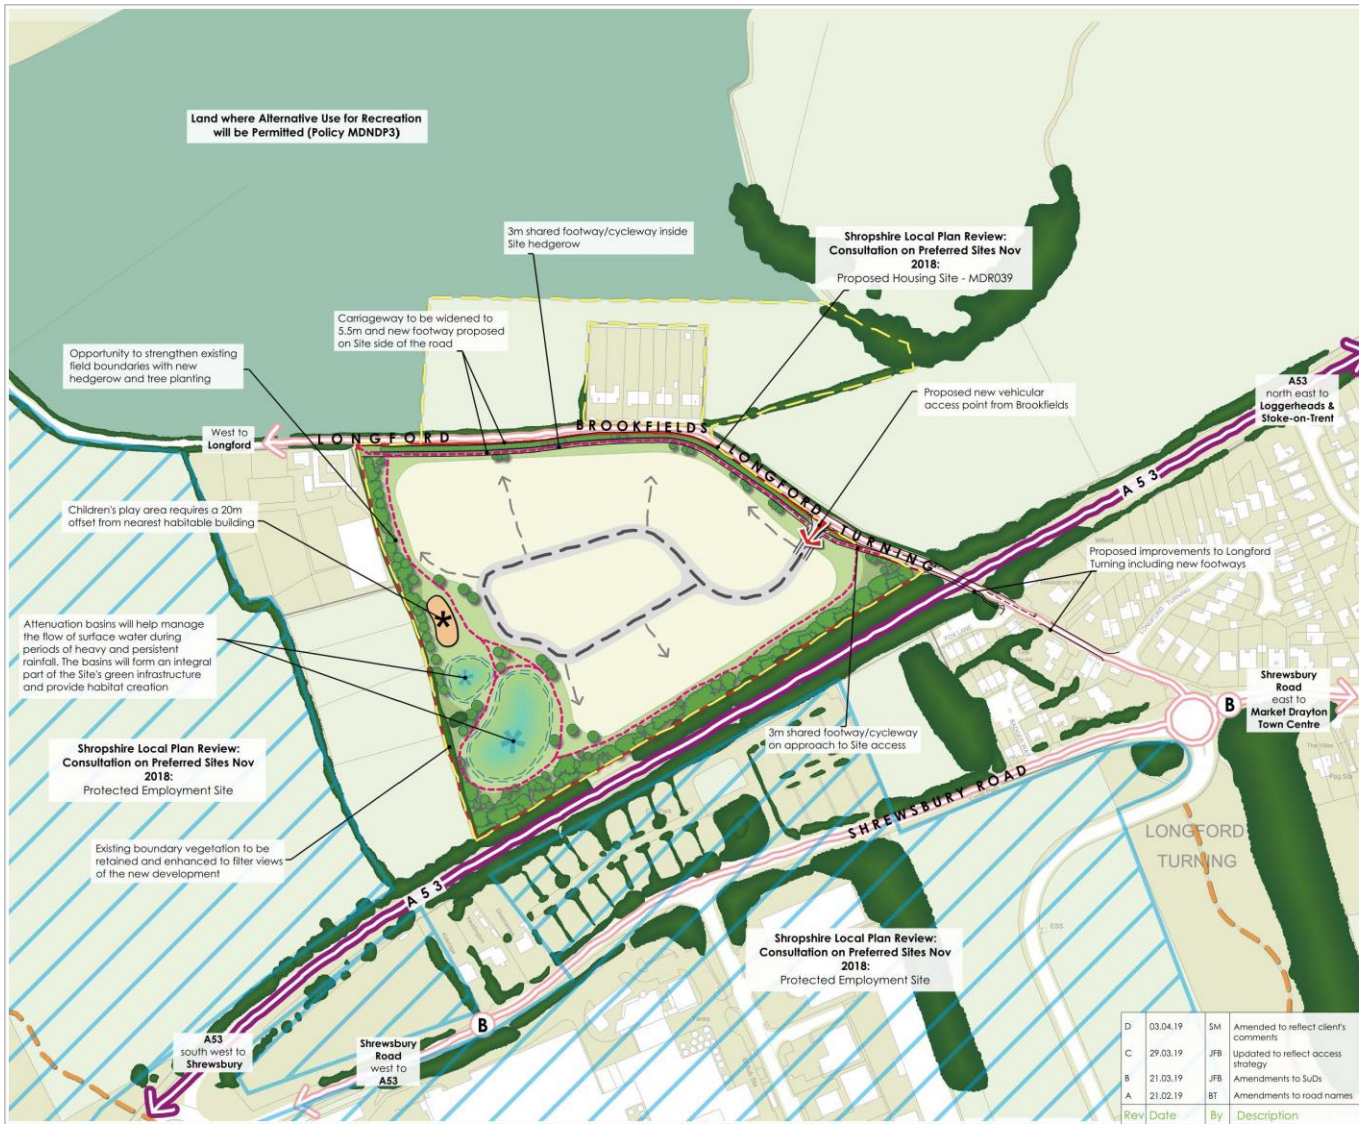 Land where Alternative Use for Recreation
will be Permitted (Policy MDNDP3)
3m shared footway/cycleway inside
Site hedgerow
Shropshire Local Plan Review:
Consultation on Preferred Sites Nov
2018:
Proposed Housing Site - MDR039
Carriageway to be widened to
5.5m and new footway proposed
on Site side of the road
Opportunity to strengthen existing
field boundaries with new
hedgerow and tree planting
Proposed new vehicular
access point from Brookfields
A53
north east to
Loggerheads &
Stoke-on-Trent
West to
Longford
LONGFORD
BROOKFIELDS
LONGFORD TURNING
A53
Children's play area requires a 20m
offset from nearest habitable building
Proposed improvements to Longford
Turning including new footways
Milford
LONGFORD TURNING
FOX LANE
Attenuation basins will help manage
the flow of surface water during
periods of heavy and persistent
rainfall. The basins will form an integral
part of the Site's green infrastructure
and provide habitat creation
Shrewsbury
Road
east to
Market Drayton
Town Centre
B
3m shared footway/cycleway
on approach to Site access
The Villas
Ppg Sta
Shropshire Local Plan Review:
Consultation on Preferred Sites Nov
2018:
Protected Employment Site
SHREWSBURY ROAD
LONGFORD
TURNING
Existing boundary vegetation to be
retained and enhanced to filter views
of the new development
A53
ESS
Shropshire Local Plan Review:
Consultation on Preferred Sites Nov
2018:
Protected Employment Site
Tanks
B
A53
south west to
Shrewsbury
Shrewsbury
Road
west to
A53
D 03.04.19 SM Amended to reflect client's
comments
C 29.03.19 JFB Updated to reflect access
strategy
B 21.03.19 JFB Amendments to SuDs
A 21.02.19 BT Amendments to road names
Rev Date By Description